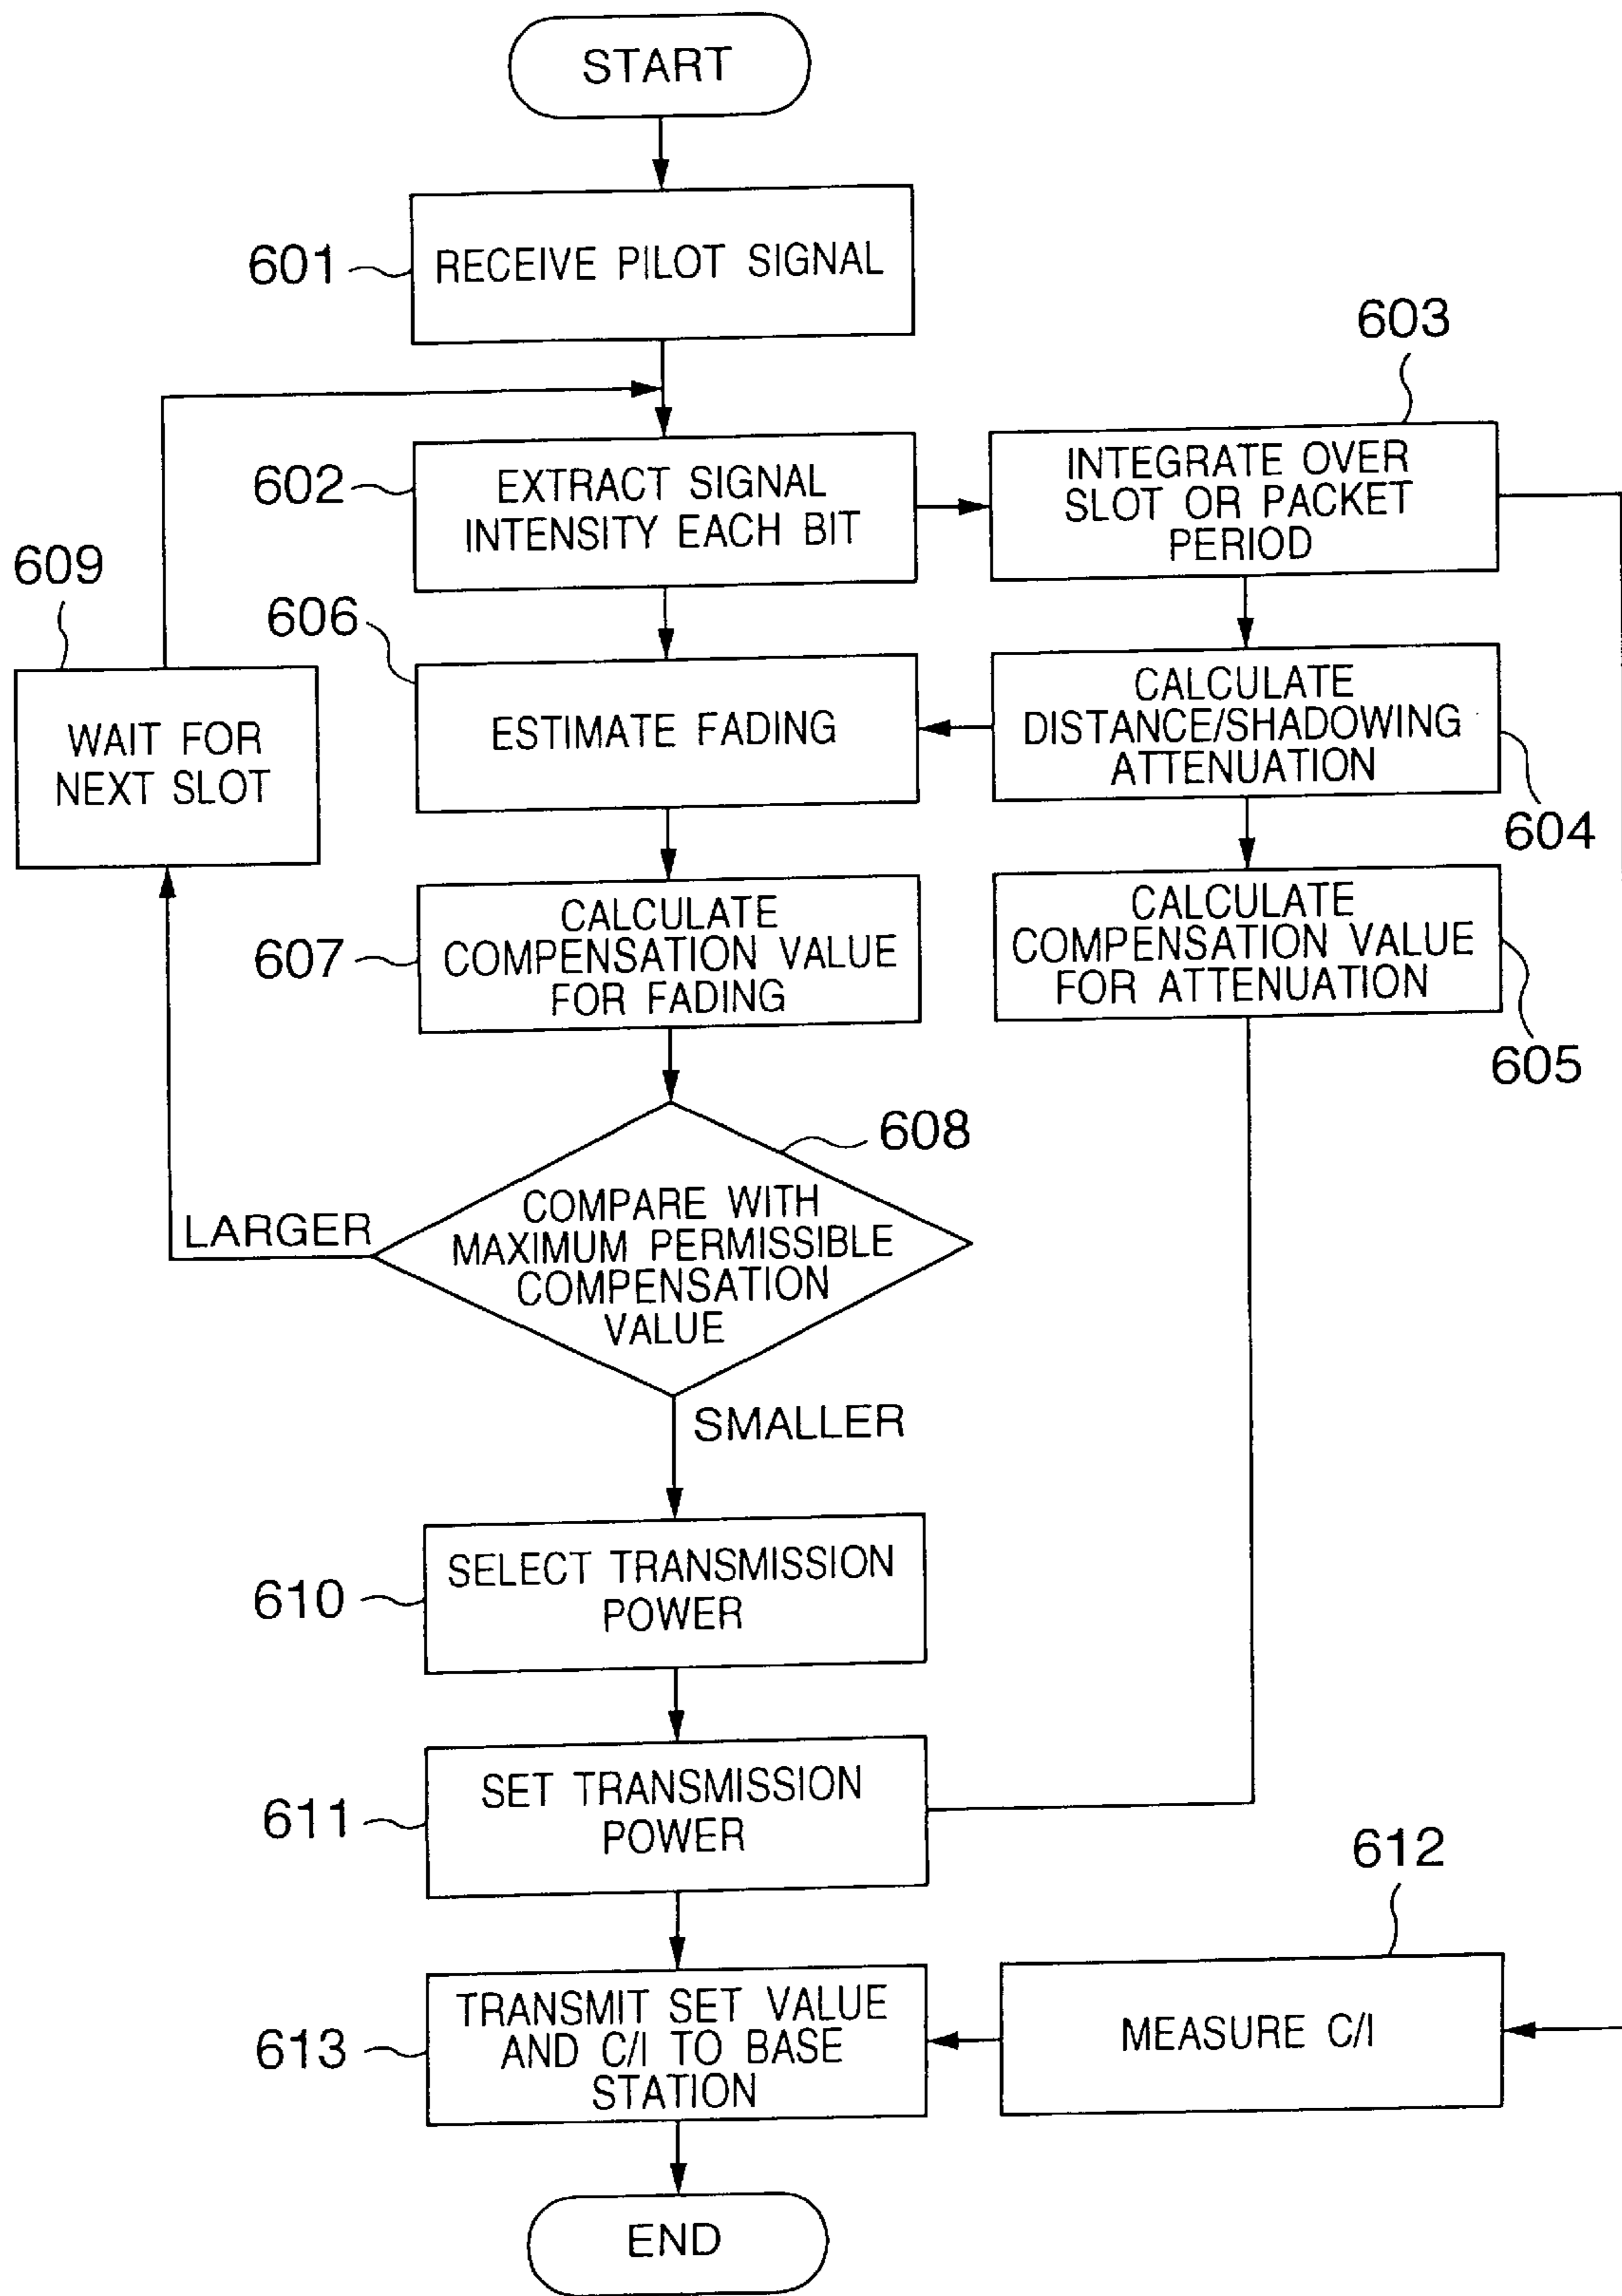 START
601
RECEIVE PILOT SIGNAL
603
602
EXTRACT SIGNAL
INTENSITY EACH BIT
INTEGRATE OVER
SLOT OR PACKET
PERIOD
609
WAIT FOR
NEXT SLOT
606
ESTIMATE FADING
CALCULATE
DISTANCE/SHADOWING
ATTENUATION
604
607
CALCULATE
COMPENSATION VALUE
FOR FADING
CALCULATE
COMPENSATION VALUE
FOR ATTENUATION
605
608
LARGER
COMPARE WITH
MAXIMUM PERMISSIBLE
COMPENSATION
VALUE
SMALLER
610
SELECT TRANSMISSION
POWER
611
SET TRANSMISSION
POWER
612
613
TRANSMIT SET VALUE
AND C/I TO BASE
STATION
MEASURE C/I
END